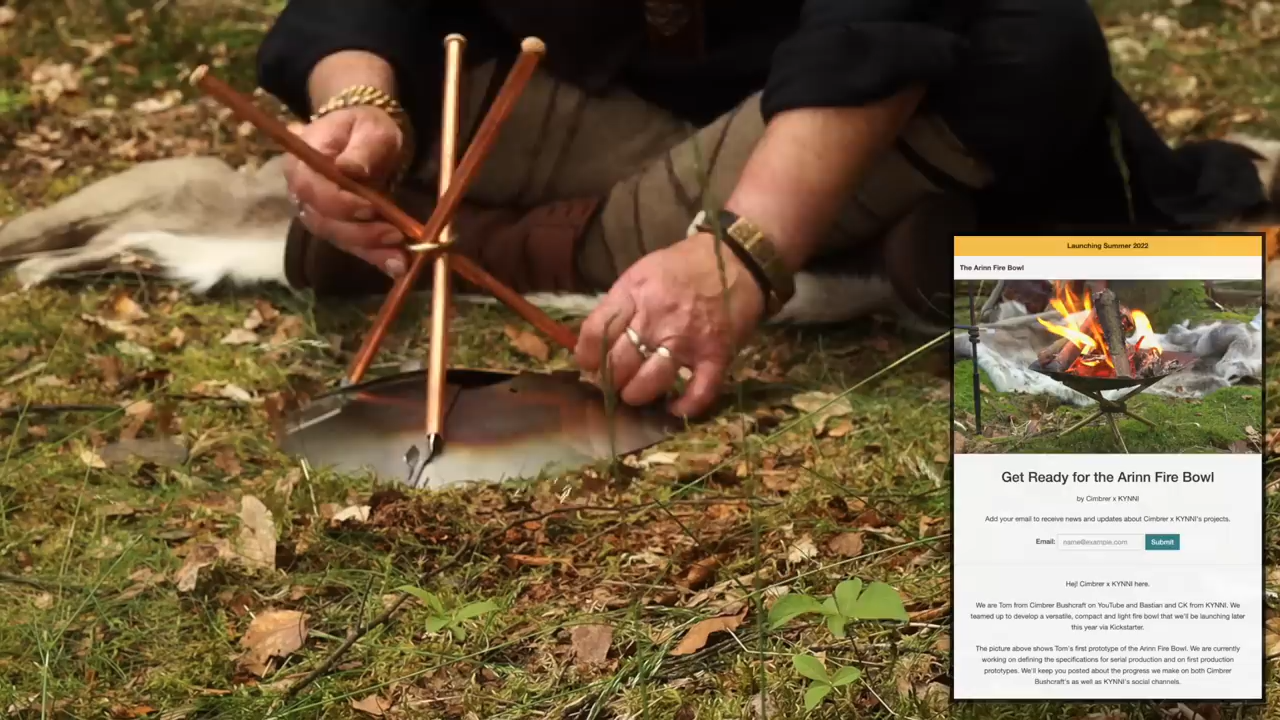 Launching Summer 2022
The Arinn Fire Bowl
Get Ready for the Arinn Fire Bowl
by Cimbrer x KYNNI
Add your email to receive news and updates about Cimbrer x KYNNI's projects.
Email: name@example.com Submit
Hej! Cimbrer x KYNNI here.
We are Tom from Cimbrer Bushcraft on YouTube and Bastian and CK from KYNNI. We
teamed up to develop a versatile, compact and light fire bowl that we'll be launching later
this year via Kickstarter.
The picture above shows Tom's first prototype of the Arinn Fire Bowl. We are currently
working on defining the specifications for serial production and on first production
prototypes. We'll keep you posted about the progress we make on both Cimbrer
Bushcraft's as well as KYNNI's social channels.